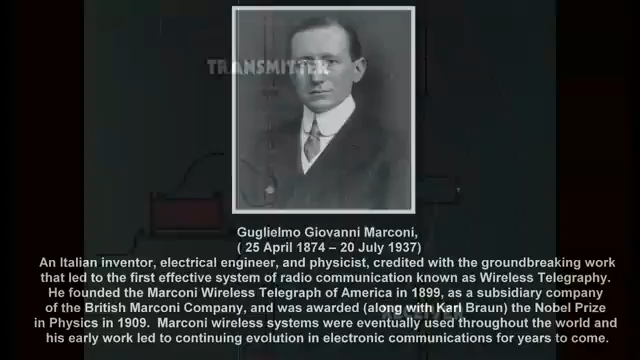 TRANSMITTER
Guglielmo Giovanni Marconi,
( 25 April 1874 – 20 July 1937)
An Italian inventor, electrical engineer, and physicist, credited with the groundbreaking work
that led to the first effective system of radio communication known as Wireless Telegraphy.
He founded the Marconi Wireless Telegraph of America in 1899, as a subsidiary company
of the British Marconi Company, and was awarded (along with Karl Braun) the Nobel Prize
in Physics in 1909. Marconi wireless systems were eventually used throughout the world and
his early work led to continuing evolution in electronic communications for years to come.